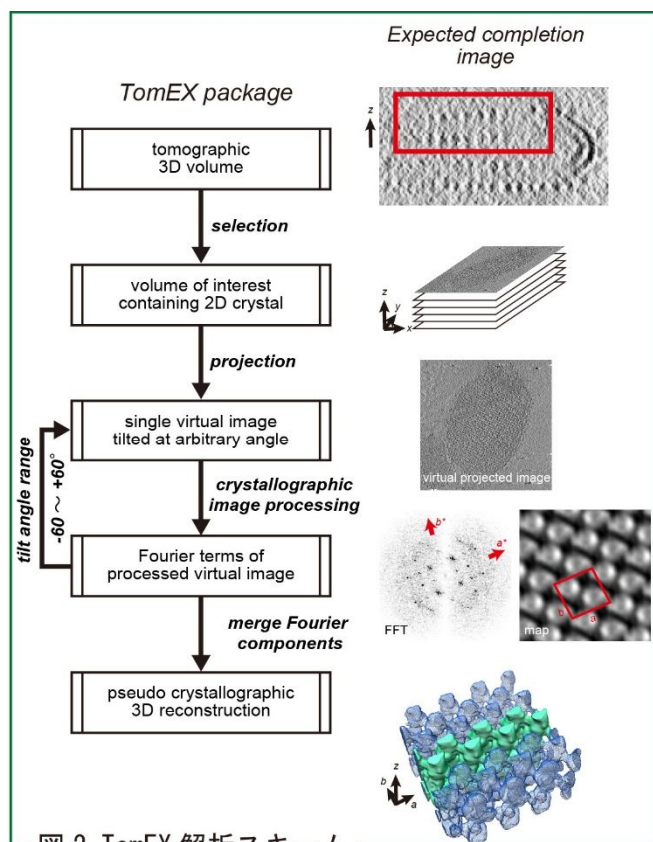 Expected completion
image
TomEX package
z
tomographic
3D volume
selection
volume of interest
containing 2D crystal
z
y
x
projection
single virtual image
tilted at arbitrary angle
virtual projected image
tilt angle range
-60 ～ +60°
crystallographic
image processing
Fourier terms of
processed virtual image
b*
a*
FFT
b
a
map
merge Fourier
components
pseudo crystallographic
3D reconstruction
z
b
a
図 2 TomEX 解析スキーム